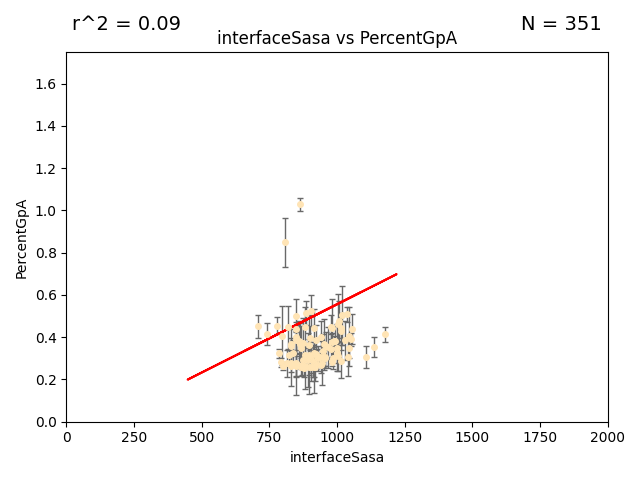 r^2 = 0.09
N = 351
interfaceSasa vs PercentGpA
PercentGpA
1.6
1.4
1.2
1.0
0.8
0.6
0.4
0.2
0.0
0 250 500 750 1000 1250 1500 1750 2000
interfaceSasa